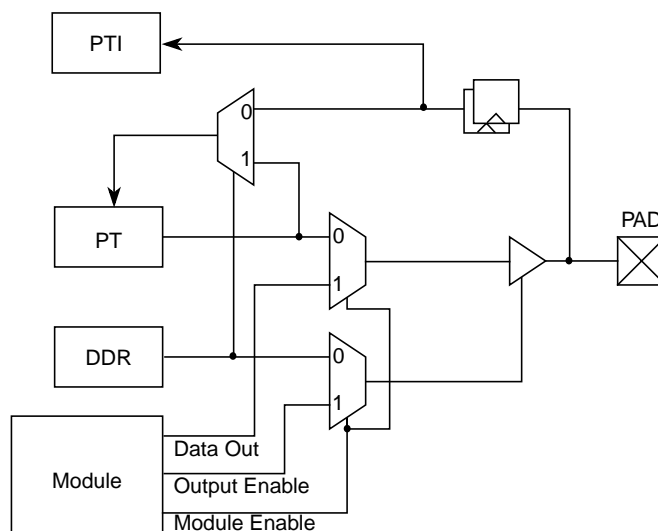 PTI
0
1
PT
0
PAD
1
DDR
0
1
Data Out
Module
Output Enable
Module Enable